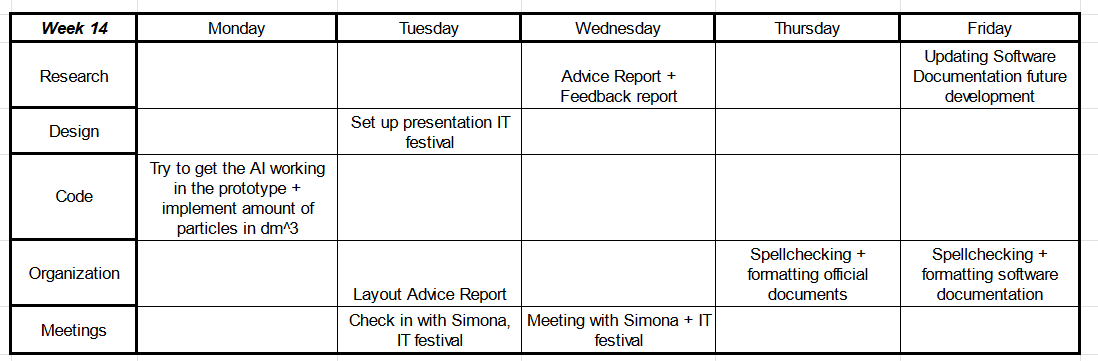 Week 14
Monday
Tuesday
Wednesday
Thursday
Friday
Research
Advice Report +
Feedback report
Updating Software
Documentation future
development
Design
Set up presentation IT
festival
Code
Try to get the AI working
in the prototype +
implement amount of
particles in dm^3
Organization
Layout Advice Report
Spellchecking +
formatting official
documents
Spellchecking +
formatting software
documentation
Meetings
Check in with Simona,
IT festival
Meeting with Simona + IT
festival